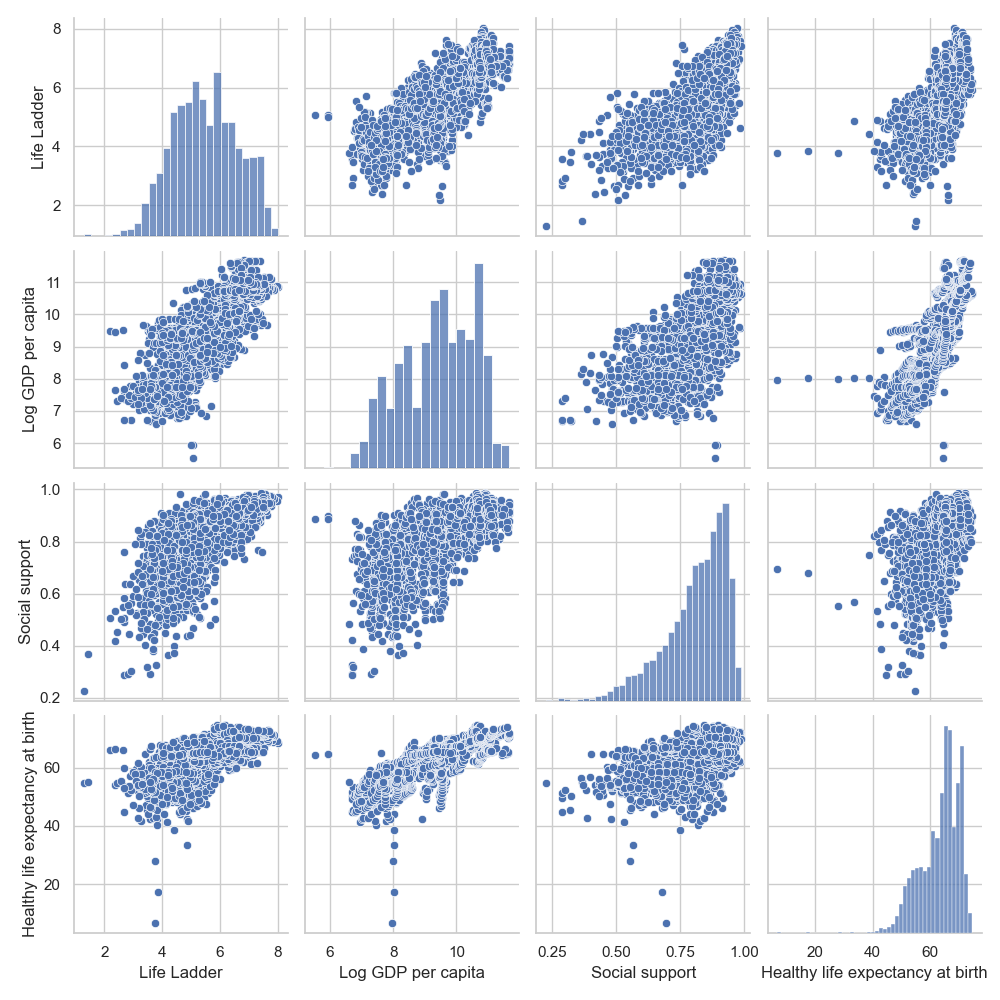 8
6
4
2
Life Ladder
11
10
9
8
7
6
Log GDP per capita
1.0
0.8
0.6
0.4
0.2
Social support
60
40
20
Healthy life expectancy at birth
2 4 6 8
6 8 10
0.25 0.50 0.75 1.00
20 40 60
Life Ladder
Log GDP per capita
Social support
Healthy life expectancy at birth